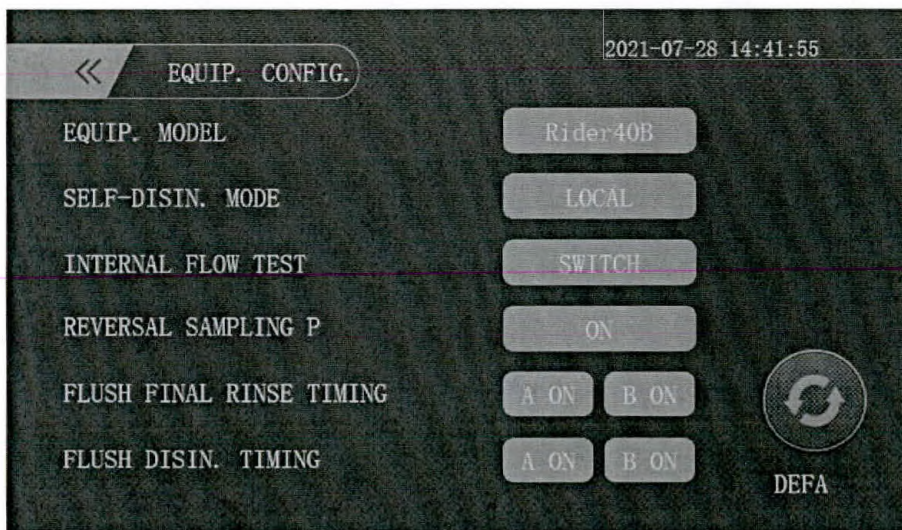 2021-07-28 14:41:55
EQUIP. CONFIG.
EQUIP. MODEL Rider40B
SELF-DISIN. MODE LOCAL
INTERNAL FLOW TEST SWITCH
REVERSAL SAMPLING P ON
FLUSH FINAL RINSE TIMING A ON B ON
FLUSH DISIN. TIMING A ON B ON
DEFA